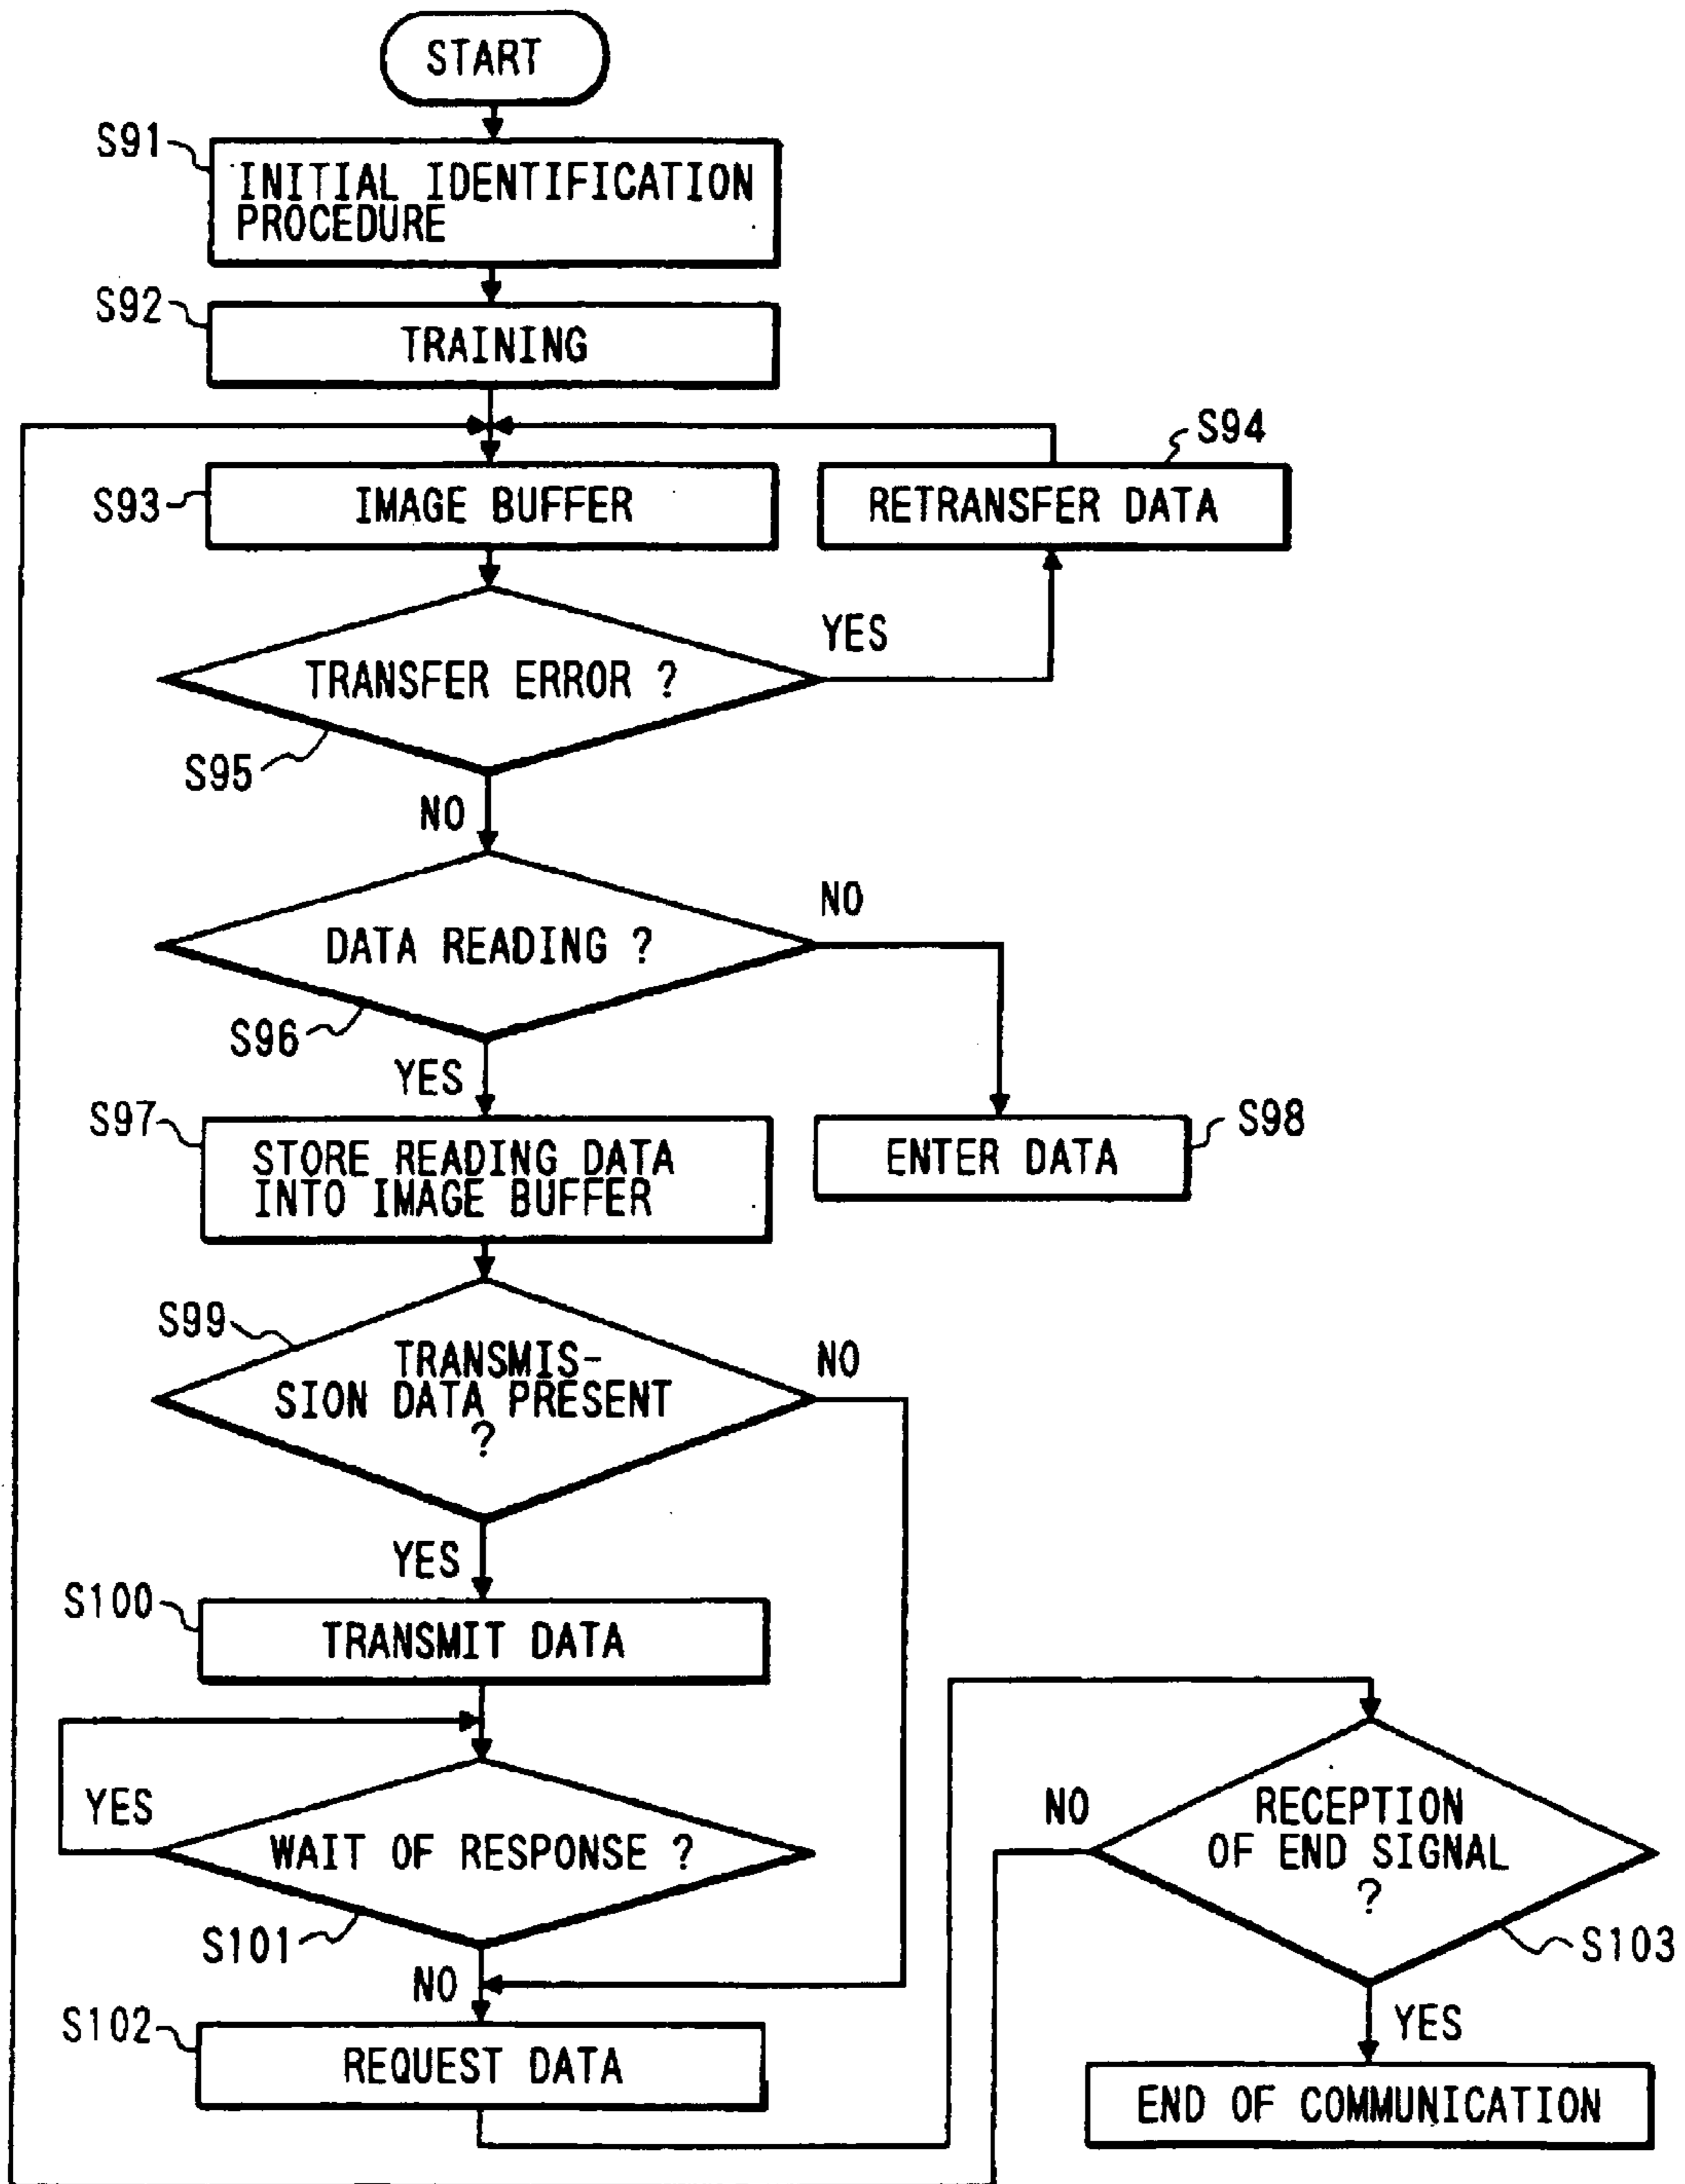 START
S91
INITIAL IDENTIFICATION
PROCEDURE
S92
TRAINING
S94
S93
IMAGE BUFFER
RETRANSFER DATA
YES
TRANSFER ERROR ?
S95
NO
NO
DATA READING ?
S96
YES
S97
STORE READING DATA
INTO IMAGE BUFFER
ENTER DATA
S98
S99
TRANSMIS-
SION DATA PRESENT
?
NO
YES
S100
TRANSMIT DATA
YES
WAIT OF RESPONSE ?
S101
NO
NO
RECEPTION
OF END SIGNAL
?
S103
YES
S102
REQUEST DATA
END OF COMMUNICATION